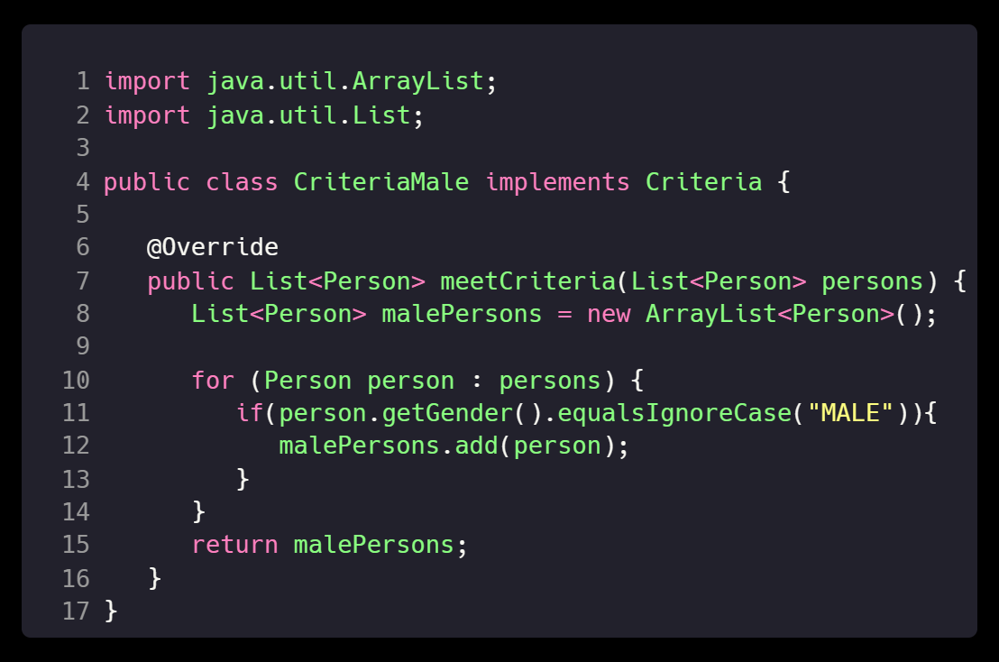 1 import java.util.ArrayList;
2 import java.util.List;
3
4 public class CriteriaMale implements Criteria {
5
6    @Override
7    public List<Person> meetCriteria(List<Person> persons) {
8       List<Person> malePersons = new ArrayList<Person>();
9
10       for (Person person : persons) {
11          if(person.getGender().equalsIgnoreCase("MALE")){
12             malePersons.add(person);
13          }
14       }
15       return malePersons;
16    }
17 }